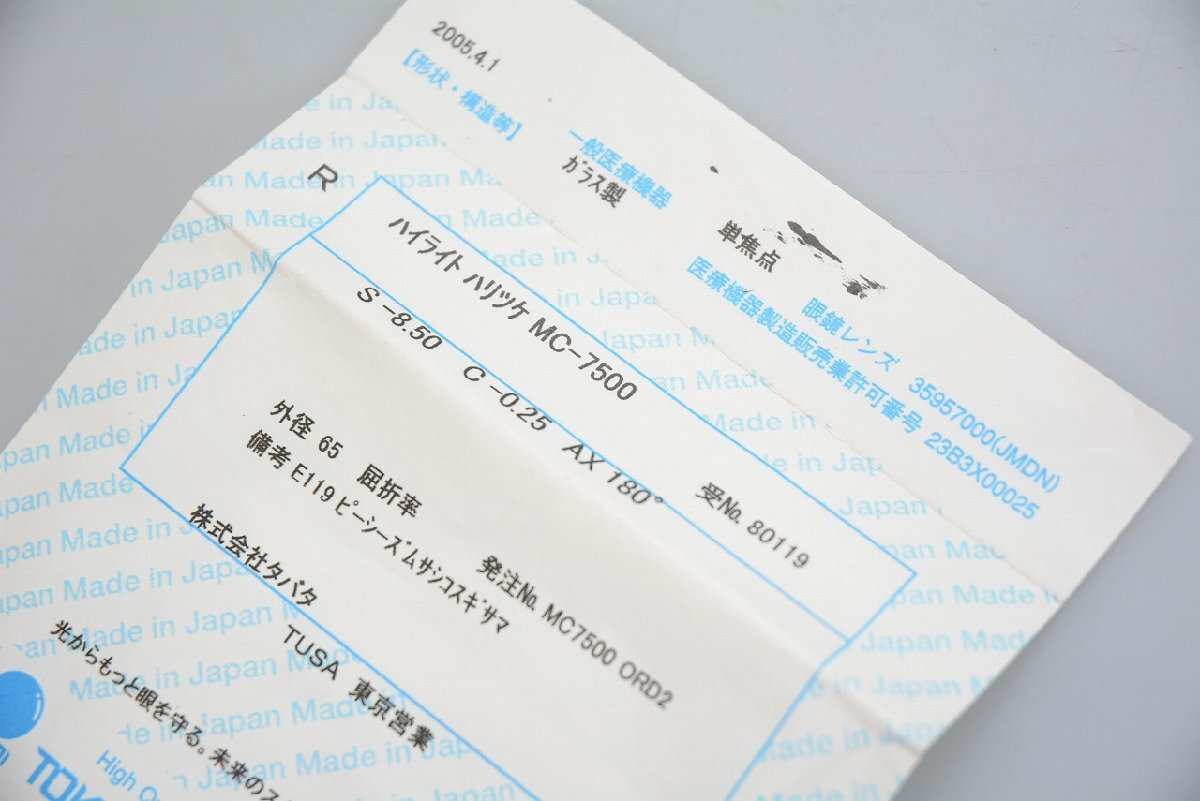 2005.4.1
【形状・構造等】
一般医療機器
ガラス製
単焦点
眼鏡レンズ 35957000(JMDN)
医療機器製造販売業許可番号 23B3X00025
R
ハイライト ハリツケ MC-7500
受No. 80119
S -8.50 C -0.25 AX 180°
外径 65 屈折率
発注No. MC7500 ORD2
備考 E119 ピーシーズムサシコスギサマ
株式会社タバタ TUSA 東京営業
光からもっと眼を守る。未来の
High
Made in Japan Made in Japan